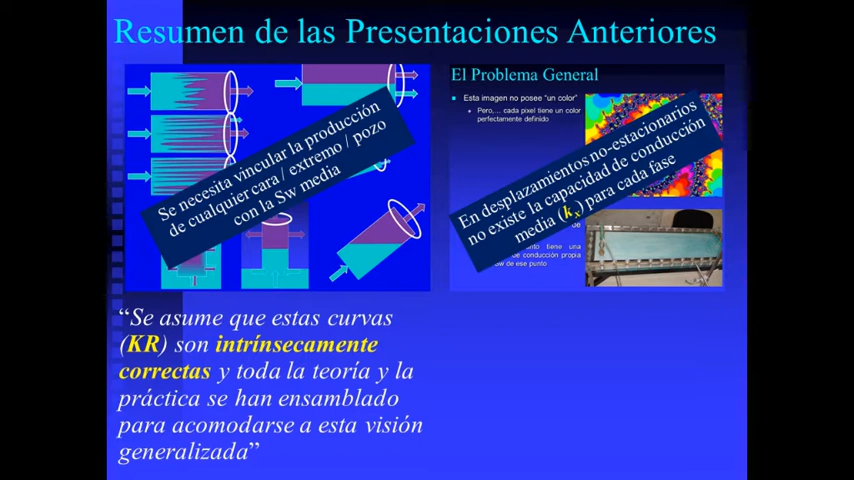 Resumen de las Presentaciones Anteriores
Se necesita vincular la producción
de cualquier cara / extremo / pozo
con la Sw media
El Problema General
Esta imagen no posee "un color"
Pero,... cada pixel tiene un color
perfectamente definido
En desplazamientos no-estacionarios
no existe la capacidad de conducción
media (kx) para cada fase
tiene una
de conducción propia
de ese punto
“Se asume que estas curvas
(KR) son intrínsecamente
correctas y toda la teoría y la
práctica se han ensamblado
para acomodarse a esta visión
generalizada”